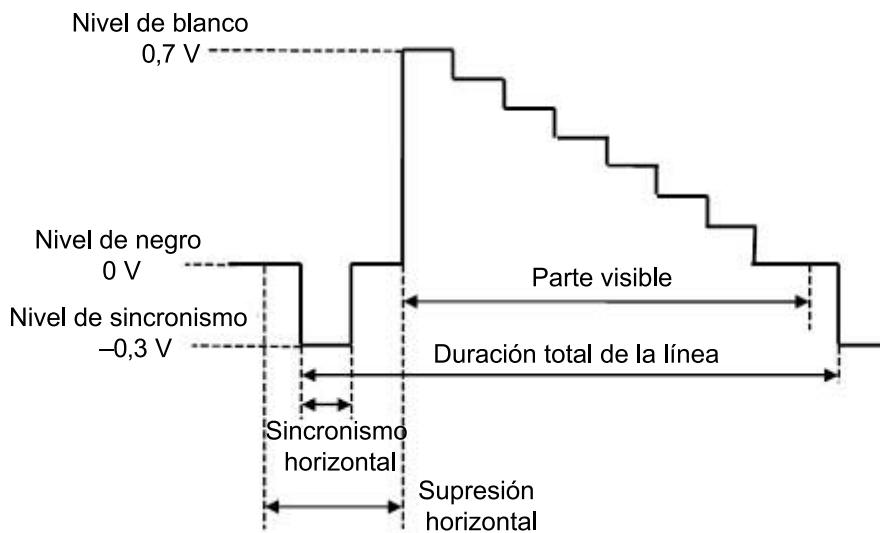 Nivel de blanco
0,7 V
Nivel de negro
0 V
Parte visible
Nivel de sincronismo
–0,3 V
Duración total de la línea
Sincronismo
horizontal
Supresión
horizontal